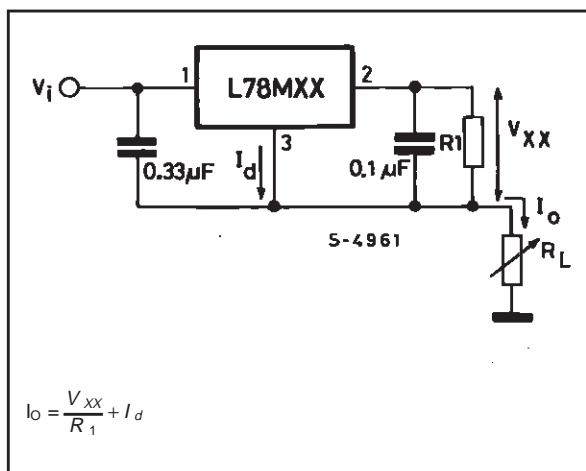 Vi
1
L78MXX
2
3
0.33μF
Id
0.1μF
R1
VXX
Io
RL
S-4961
IO = VXX / R1 + Id